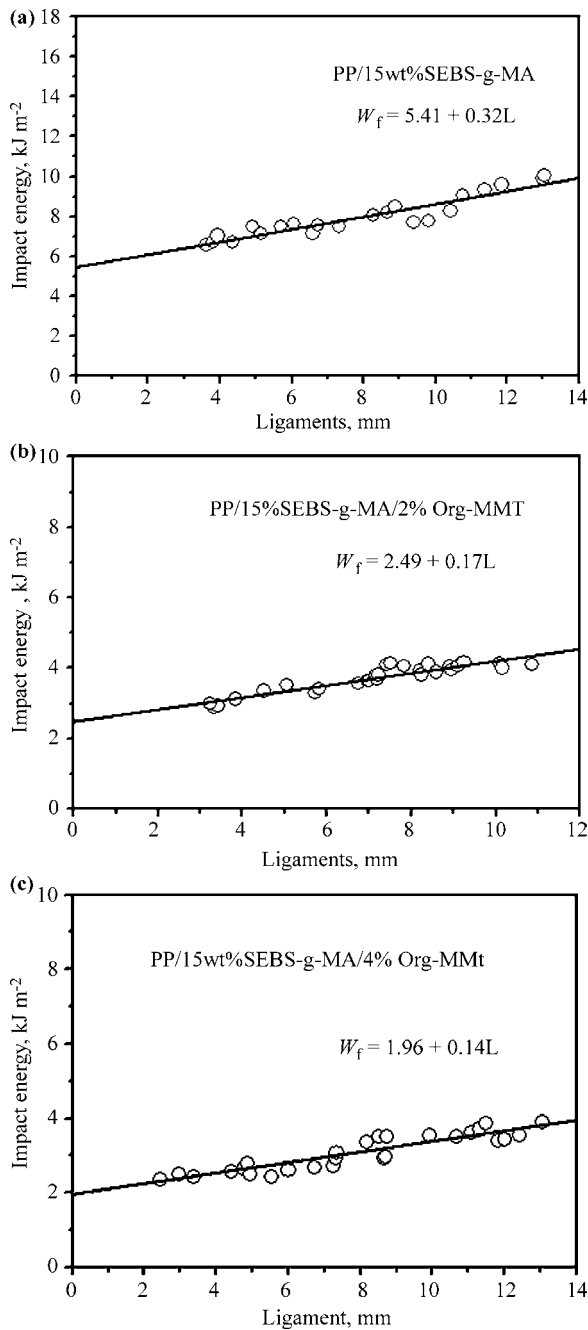 (a)
18
16
14
12
10
8
6
4
2
0
Impact energy, kJ m-2
PP/15wt%SEBS-g-MA
Wf = 5.41 + 0.32L
0 2 4 6 8 10 12 14
Ligaments, mm
(b)
10
8
6
4
2
0
Impact energy , kJ m-2
PP/15%SEBS-g-MA/2% Org-MMT
Wf = 2.49 + 0.17L
0 2 4 6 8 10 12
Ligaments, mm
(c)
10
8
6
4
2
0
Impact energy, kJ m-2
PP/15wt%SEBS-g-MA/4% Org-MMt
Wf = 1.96 + 0.14L
0 2 4 6 8 10 12 14
Ligament, mm